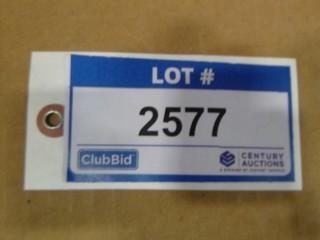 LOT #
2577
ClubBid
CENTURY
AUCTIONS